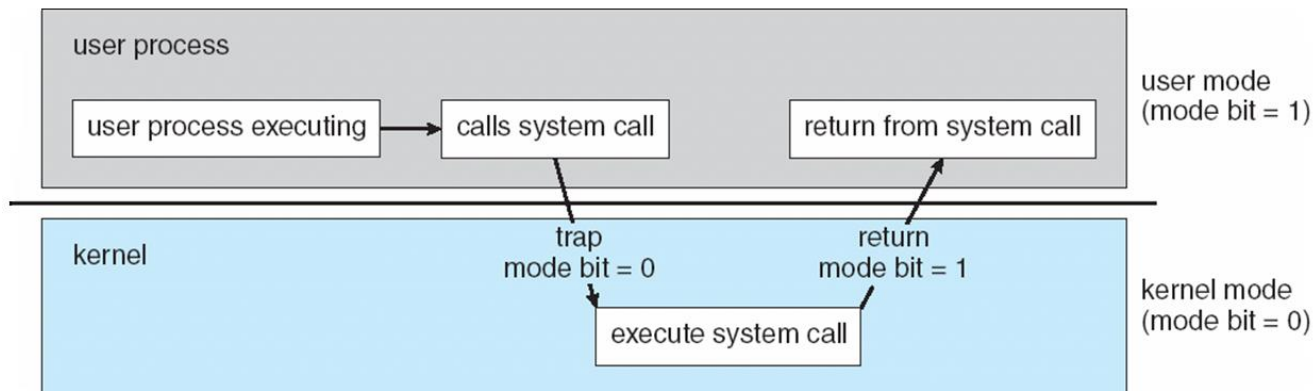 user process
user process executing
calls system call
return from system call
user mode
(mode bit = 1)
kernel
trap
mode bit = 0
return
mode bit = 1
execute system call
kernel mode
(mode bit = 0)